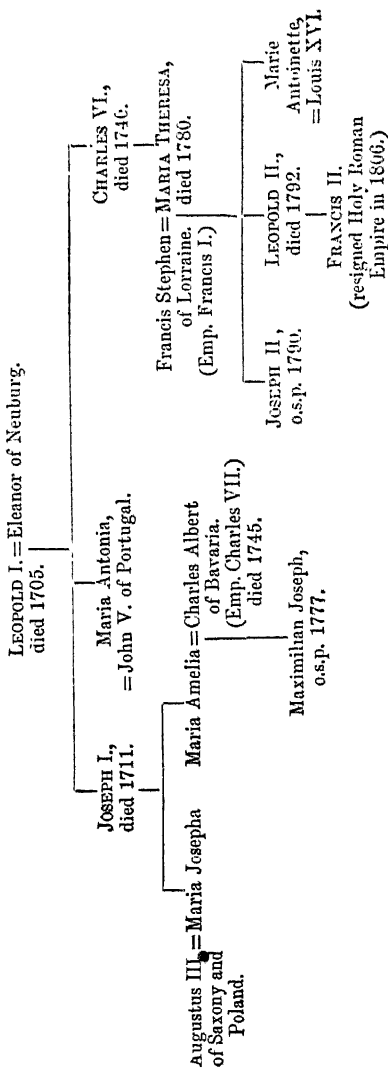 LEOPOLD I. = Eleanor of Neuburg.
died 1705.
JOSEPH I.,
died 1711.
Maria Antonia,
= John V. of Portugal.
CHARLES VI.,
died 1740.
Augustus III. = Maria Josepha
of Saxony and
Poland.
Maria Amelia = Charles Albert
of Bavaria.
(Emp. Charles VII.)
died 1745.
Maximilian Joseph,
o.s.p. 1777.
Francis Stephen = MARIA THERESA,
of Lorraine. died 1780.
(Emp. Francis I.)
JOSEPH II.,
o.s.p. 1790.
LEOPOLD II.,
died 1792.
Marie
Antoinette,
= Louis XVI.
FRANCIS II.
(resigned Holy Roman
Empire in 1806.)